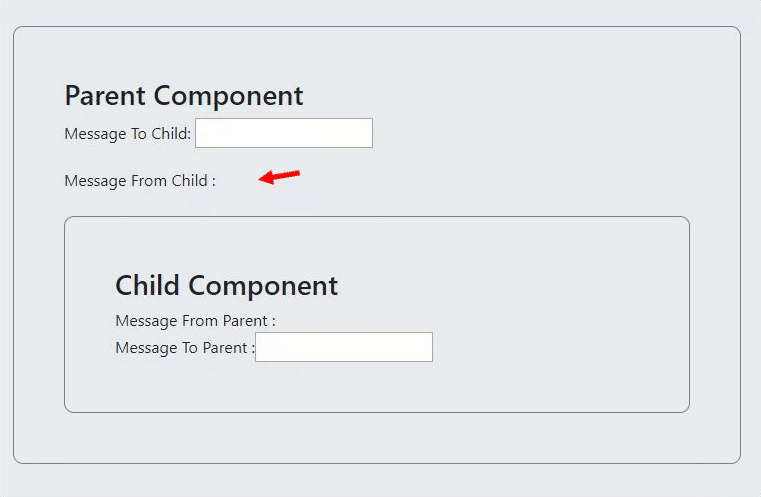 Parent Component
Message To Child:
Message From Child :
Child Component
Message From Parent :
Message To Parent :